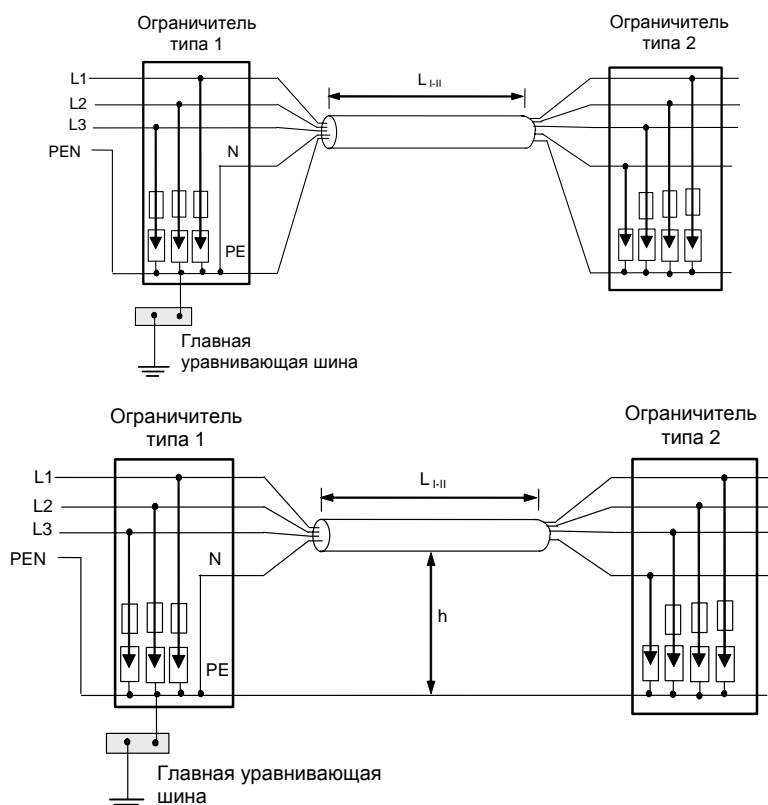 Ограничитель
типа 1
Ограничитель
типа 2
L1
L2
L3
PEN
N
PE
L I-II
Главная
уравнивающая шина
Ограничитель
типа 1
Ограничитель
типа 2
L1
L2
L3
PEN
N
PE
L I-II
h
Главная уравнивающая
шина